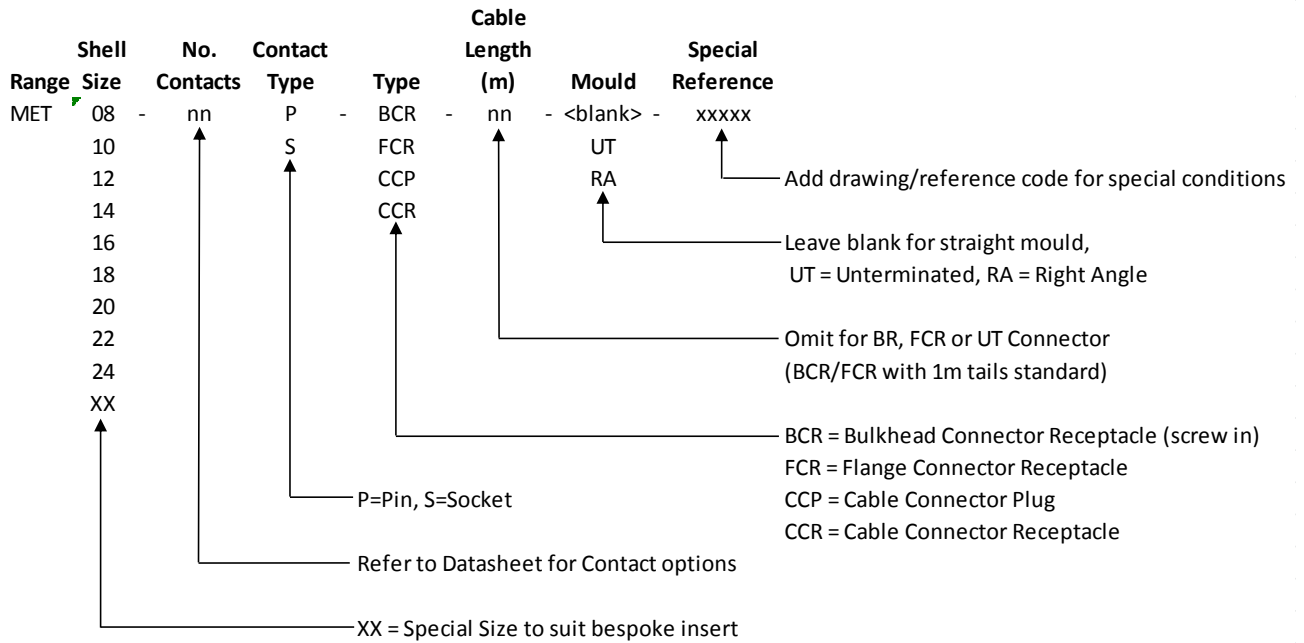 Cable
Shell No. Contact Length Special
Range Size Contacts Type Type (m) Mould Reference
MET 08 - nn P - BCR - nn - <blank> - xxxxx
10 S FCR UT
12 CCP RA Add drawing/reference code for special conditions
14 CCR
16 Leave blank for straight mould,
18 UT = Unterminated, RA = Right Angle
20
22 Omit for BR, FCR or UT Connector
24 (BCR/FCR with 1m tails standard)
XX
BCR = Bulkhead Connector Receptacle (screw in)
FCR = Flange Connector Receptacle
P=Pin, S=Socket CCP = Cable Connector Plug
CCR = Cable Connector Receptacle
Refer to Datasheet for Contact options
XX = Special Size to suit bespoke insert